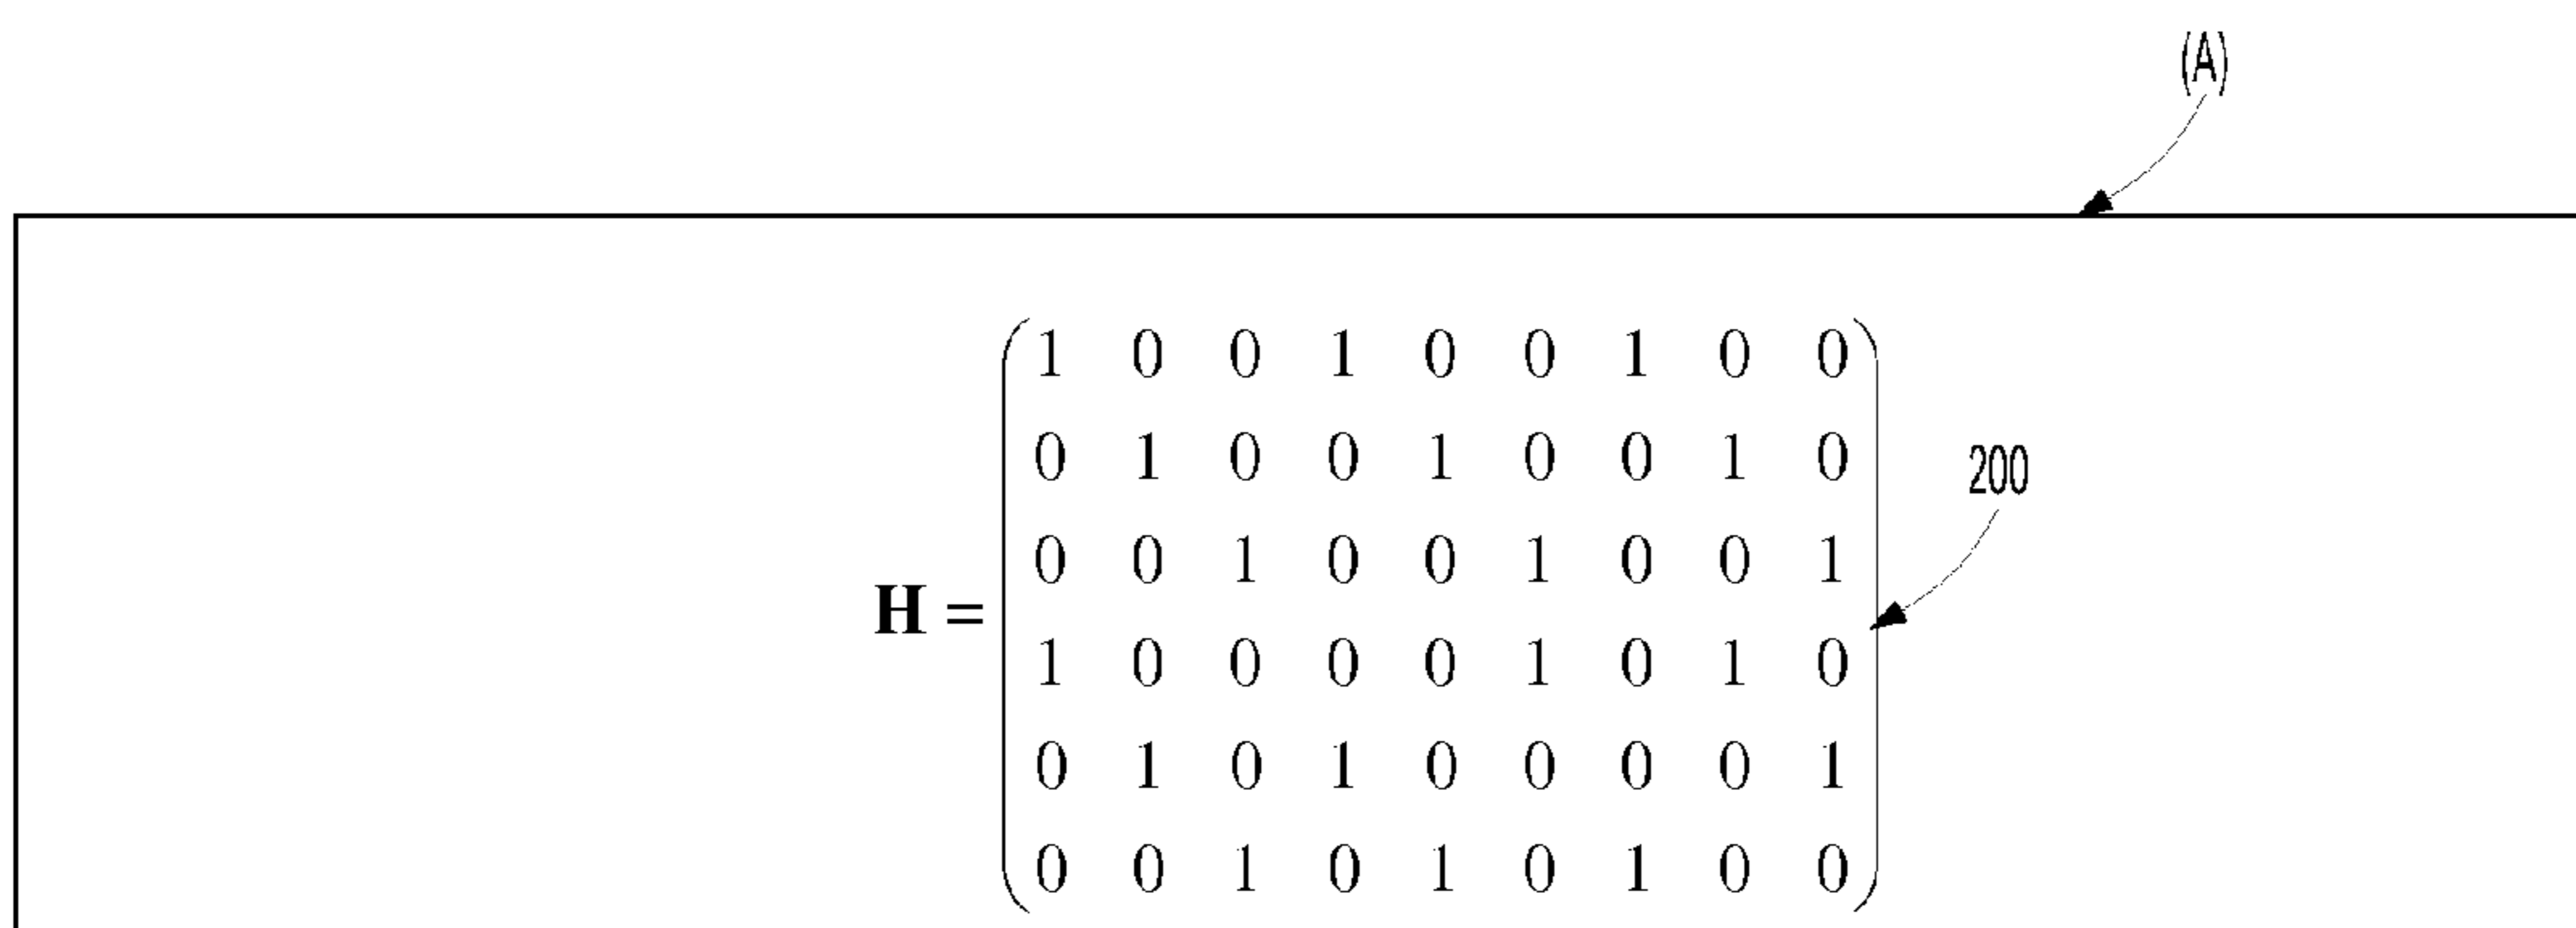 (A)
1 0 0 1 0 0 1 0 0
0 1 0 0 1 0 0 1 0
200
0 0 1 0 0 1 0 0 1
H =
1 0 0 0 0 1 0 1 0
0 1 0 1 0 0 0 0 1
0 0 1 0 1 0 1 0 0